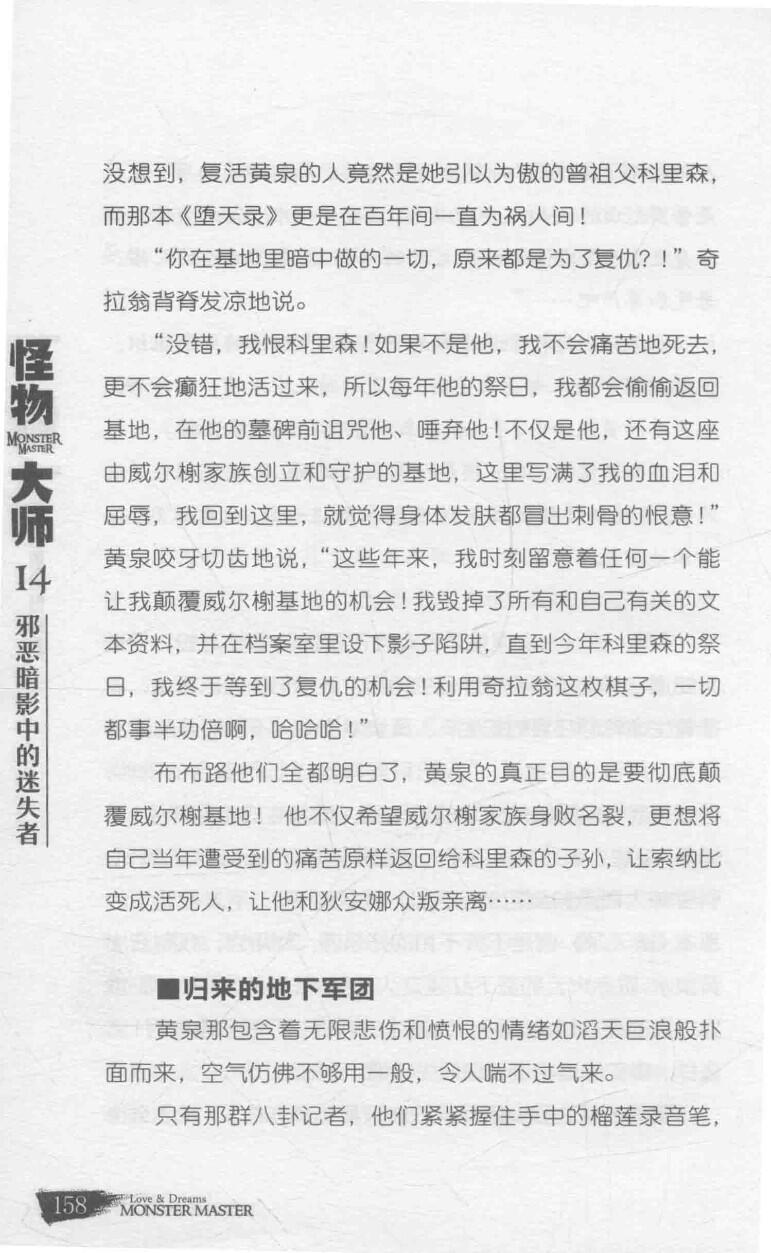 没想到，复活黄泉的人竟然是她引以为傲的曾祖父科里森，
而那本《堕天录》更是在百年间一直为祸人间！
“你在基地里暗中做的一切，原来都是为了复仇？！”奇
拉翁背脊发凉地说。
“没错，我恨科里森！如果不是他，我不会痛苦地死去，
更不会癫狂地活过来，所以每年他的祭日，我都会偷偷返回
基地，在他的墓碑前诅咒他、唾弃他！不仅是他，还有这座
由威尔榭家族创立和守护的基地，这里写满了我的血泪和
屈辱，我回到这里，就觉得身体发肤都冒出刺骨的恨意！”
黄泉咬牙切齿地说，“这些年来，我时刻留意着任何一个能
让我颠覆威尔榭基地的机会！我毁掉了所有和自己有关的文
本资料，并在档案室里设下影子陷阱，直到今年科里森的祭
日，我终于等到了复仇的机会！利用奇拉翁这枚棋子，一切
都事半功倍啊，哈哈哈！”
布布路他们全都明白了，黄泉的真正目的是要彻底颠
覆威尔榭基地！他不仅希望威尔榭家族身败名裂，更想将
自己当年遭受到的痛苦原样返回给科里森的子孙，让索纳比
变成活死人，让他和狄安娜众叛亲离……
■归来的地下军团
黄泉那包含着无限悲伤和愤恨的情绪如滔天巨浪般扑
面而来，空气仿佛不够用一般，令人喘不过气来。
只有那群八卦记者，他们紧紧握住手中的榴莲录音笔，
怪物
MONSTER
MASTER
大师
14
邪恶暗影中的迷失者
158
Love & Dreams
MONSTER MASTER